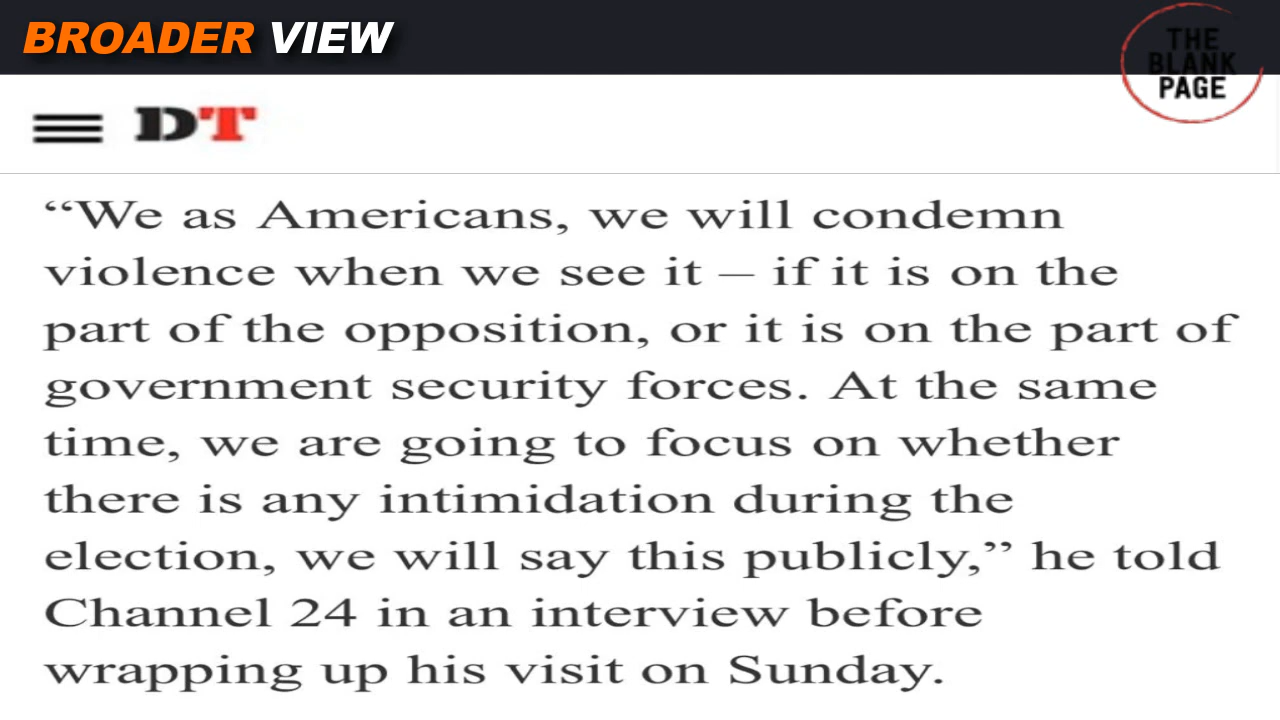 BROADER VIEW
THE
BLANK
PAGE
DT
“We as Americans, we will condemn
violence when we see it – if it is on the
part of the opposition, or it is on the part of
government security forces. At the same
time, we are going to focus on whether
there is any intimidation during the
election, we will say this publicly,” he told
Channel 24 in an interview before
wrapping up his visit on Sunday.